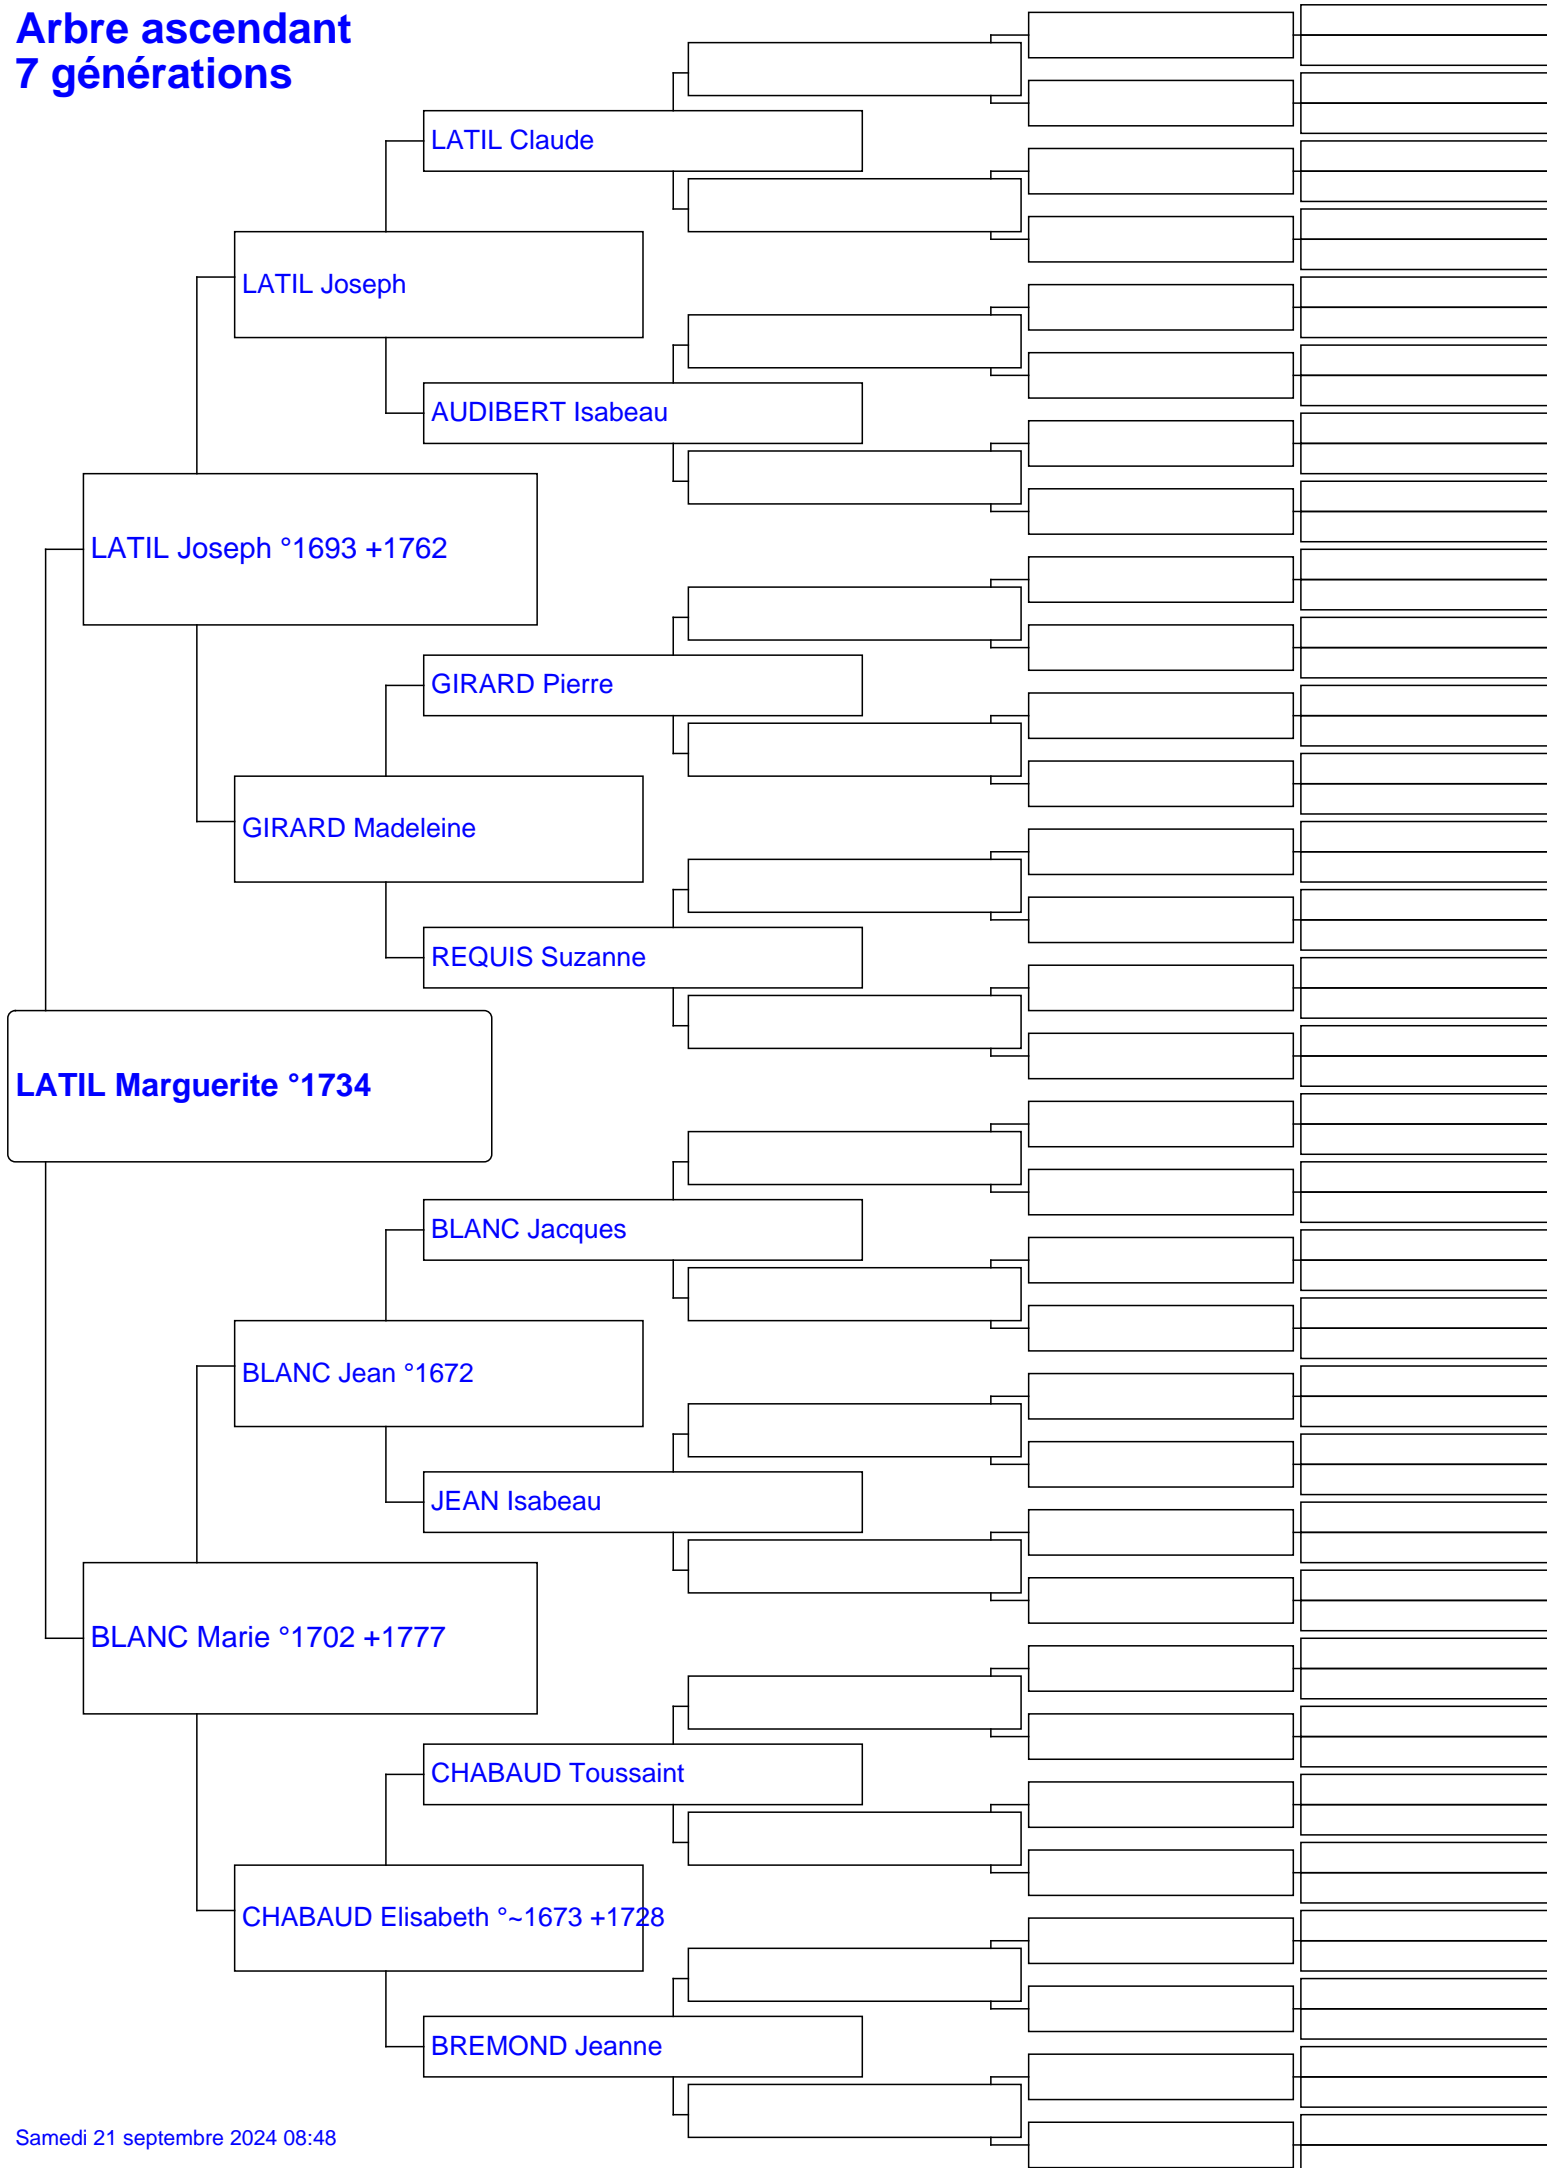 Arbre ascendant
7 générations
LATIL Claude
LATIL Joseph
AUDIBERT Isabeau
LATIL Joseph °1693 +1762
GIRARD Pierre
GIRARD Madeleine
REQUIS Suzanne
LATIL Marguerite °1734
BLANC Jacques
BLANC Jean °1672
JEAN Isabeau
BLANC Marie °1702 +1777
CHABAUD Toussaint
CHABAUD Elisabeth °~1673 +1728
BREMOND Jeanne
Samedi 21 septembre 2024 08:48